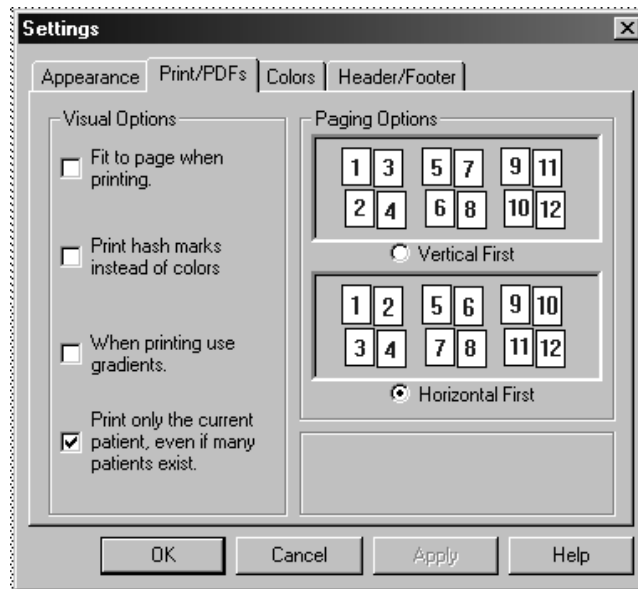 Settings
Appearance Print/PDFs Colors Header/Footer
Visual Options
Fit to page when
printing.
Print hash marks
instead of colors
When printing use
gradients.
Print only the current
patient, even if many
patients exist.
Paging Options
1 3 5 7 9 11
2 4 6 8 10 12
Vertical First
1 2 5 6 9 10
3 4 7 8 11 12
Horizontal First
OK Cancel Apply Help